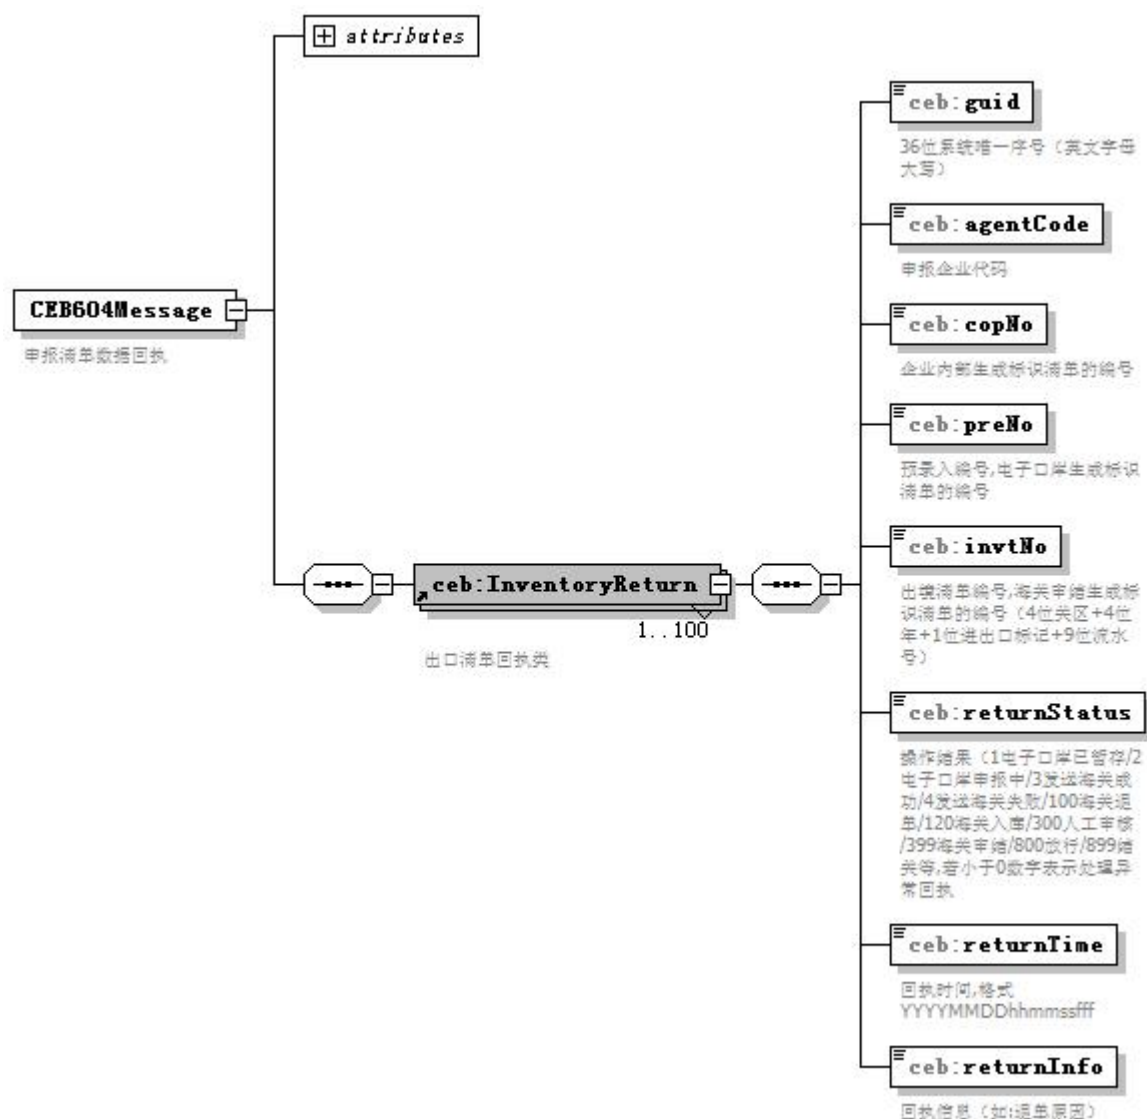 attributes
ceb:guid
36位系统唯一序号（英文字母
大写）
ceb:agentCode
申报企业代码
CEB604Message
申报清单数据回执
ceb:copNo
企业内部生成标识清单的编号
ceb:preNo
预录入编号,电子口岸生成标识
清单的编号
ceb:invtNo
出境清单编号,海关审结生成标
识清单的编号（4位关区+4位
年+1位进出口标记+9位流水
号）
ceb:InventoryReturn
1..100
出口清单回执类
ceb:returnStatus
操作结果（1电子口岸已暂存/2
电子口岸申报中/3发送海关成
功/4发送海关失败/100海关退
单/120海关入库/300人工审核
/399海关审结/800放行/899结
关等,若小于0数字表示处理异
常回执
ceb:returnTime
回执时间,格式
YYYYMMDDhhmmssfff
ceb:returnInfo
回执信息（如:退单原因）